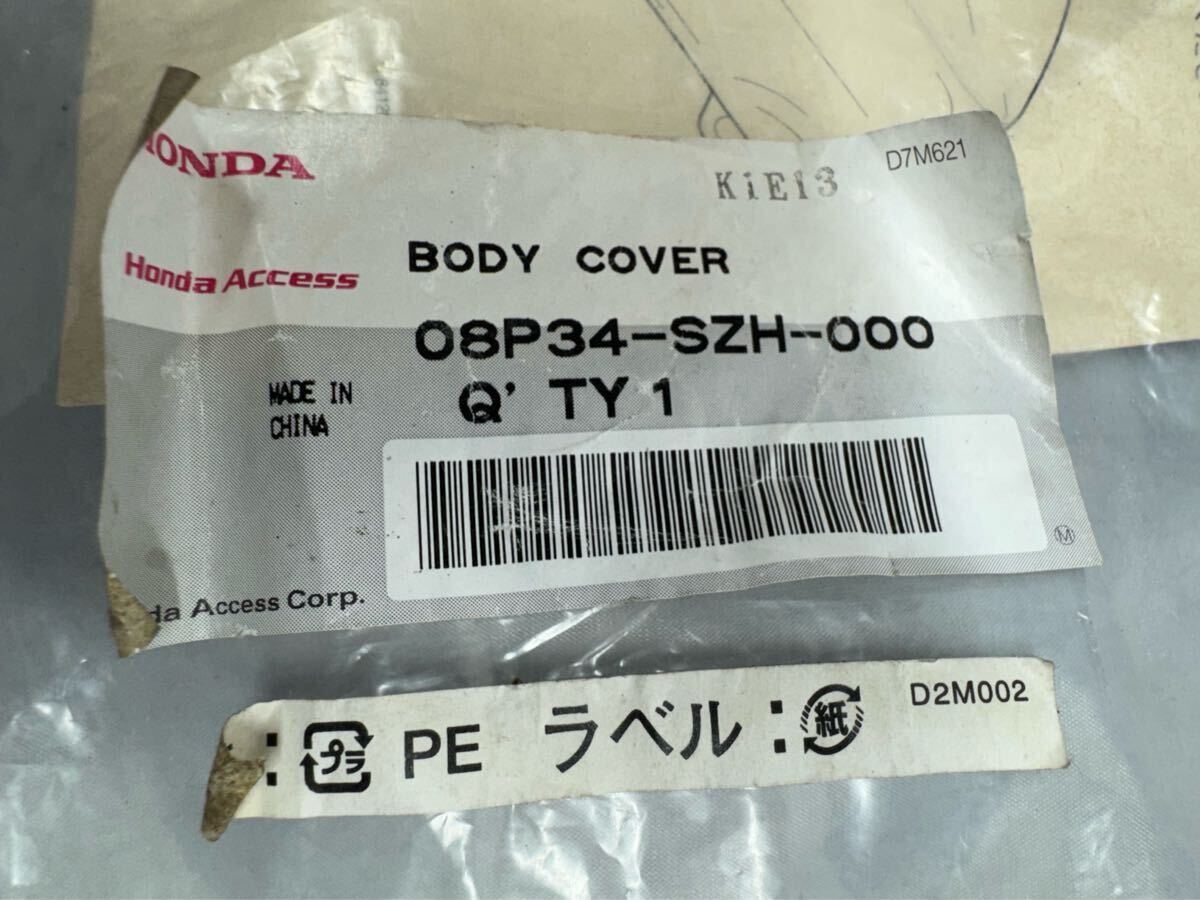 HONDA
K1E13
D7M621
Honda Access
BODY COVER
08P34-SZH-000
MADE IN
CHINA
Q'TY 1
M
da Access Corp.
: プラ PE ラベル : 紙 D2M002